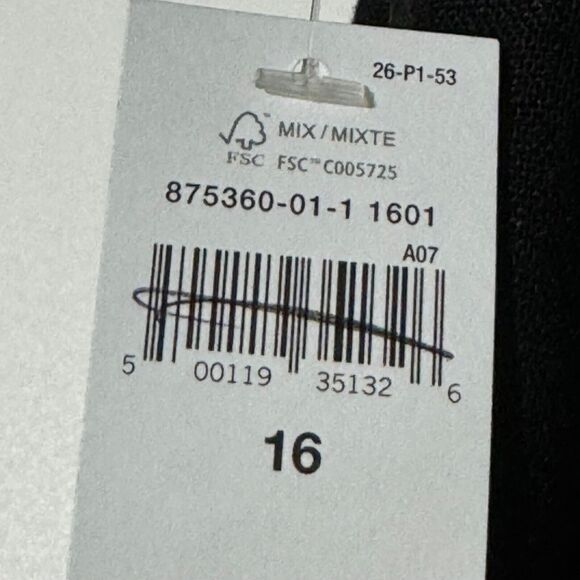 26-P1-53
MIX / MIXTE
FSC FSC™ C005725
875360-01-1 1601
A07
5 00119 35132 6
16